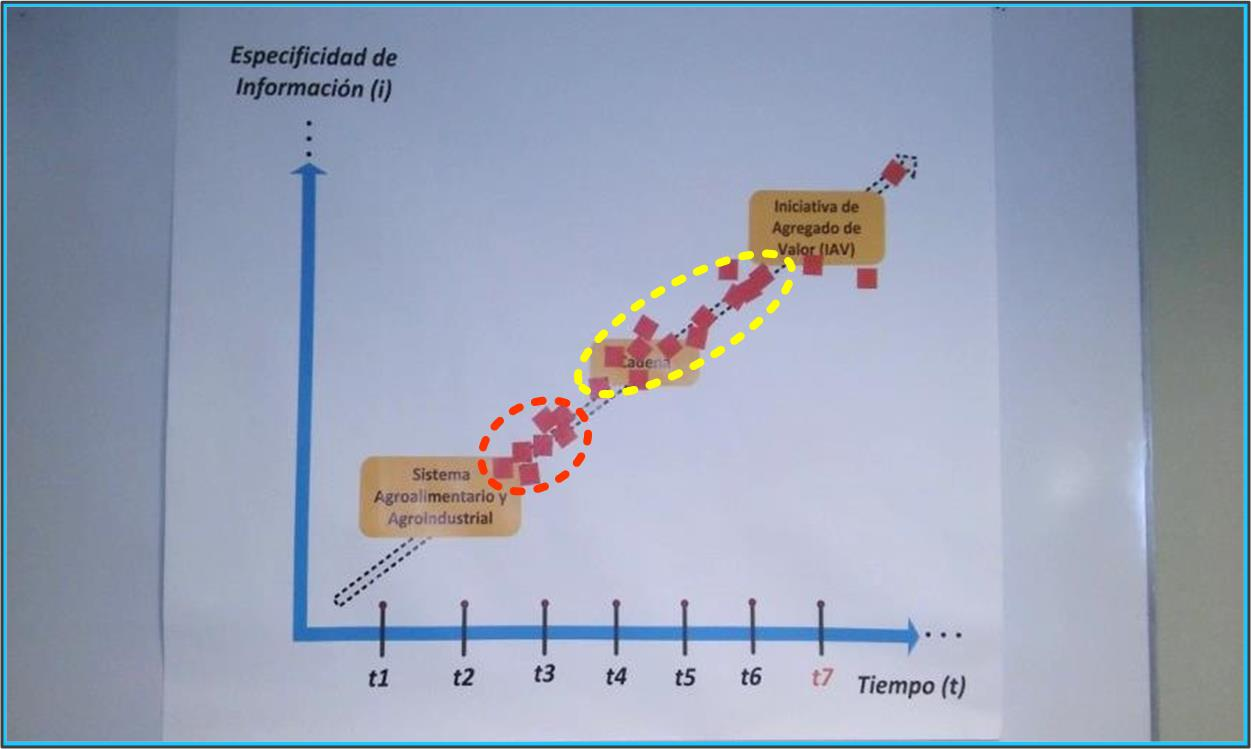 Especificidad de
Información (i)
Iniciativa de
Agregado de
Valor (IAV)
Cadena
Sistema
Agroalimentario y
Agroindustrial
t1 t2 t3 t4 t5 t6 t7
Tiempo (t)